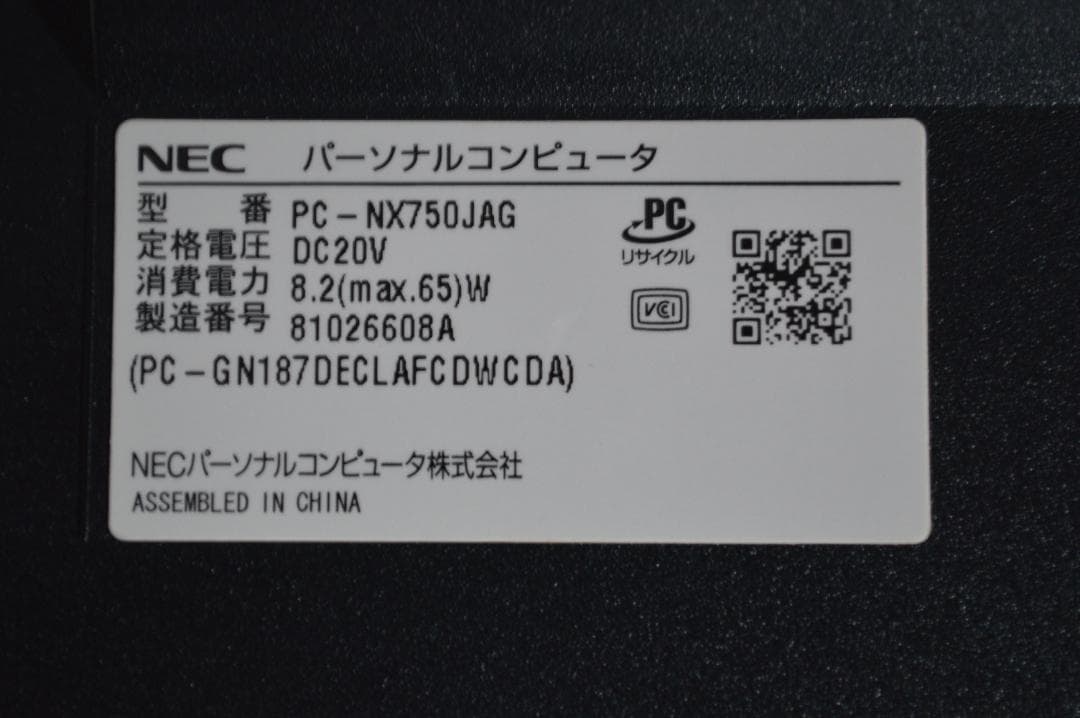 NEC パーソナルコンピュータ
型番 PC-NX750JAG
定格電圧 DC20V
消費電力 8.2(max.65)W
製造番号 81026608A
(PC-GN187DECLAFCDWCDA)
PC
リサイクル
VCI
NECパーソナルコンピュータ株式会社
ASSEMBLED IN CHINA